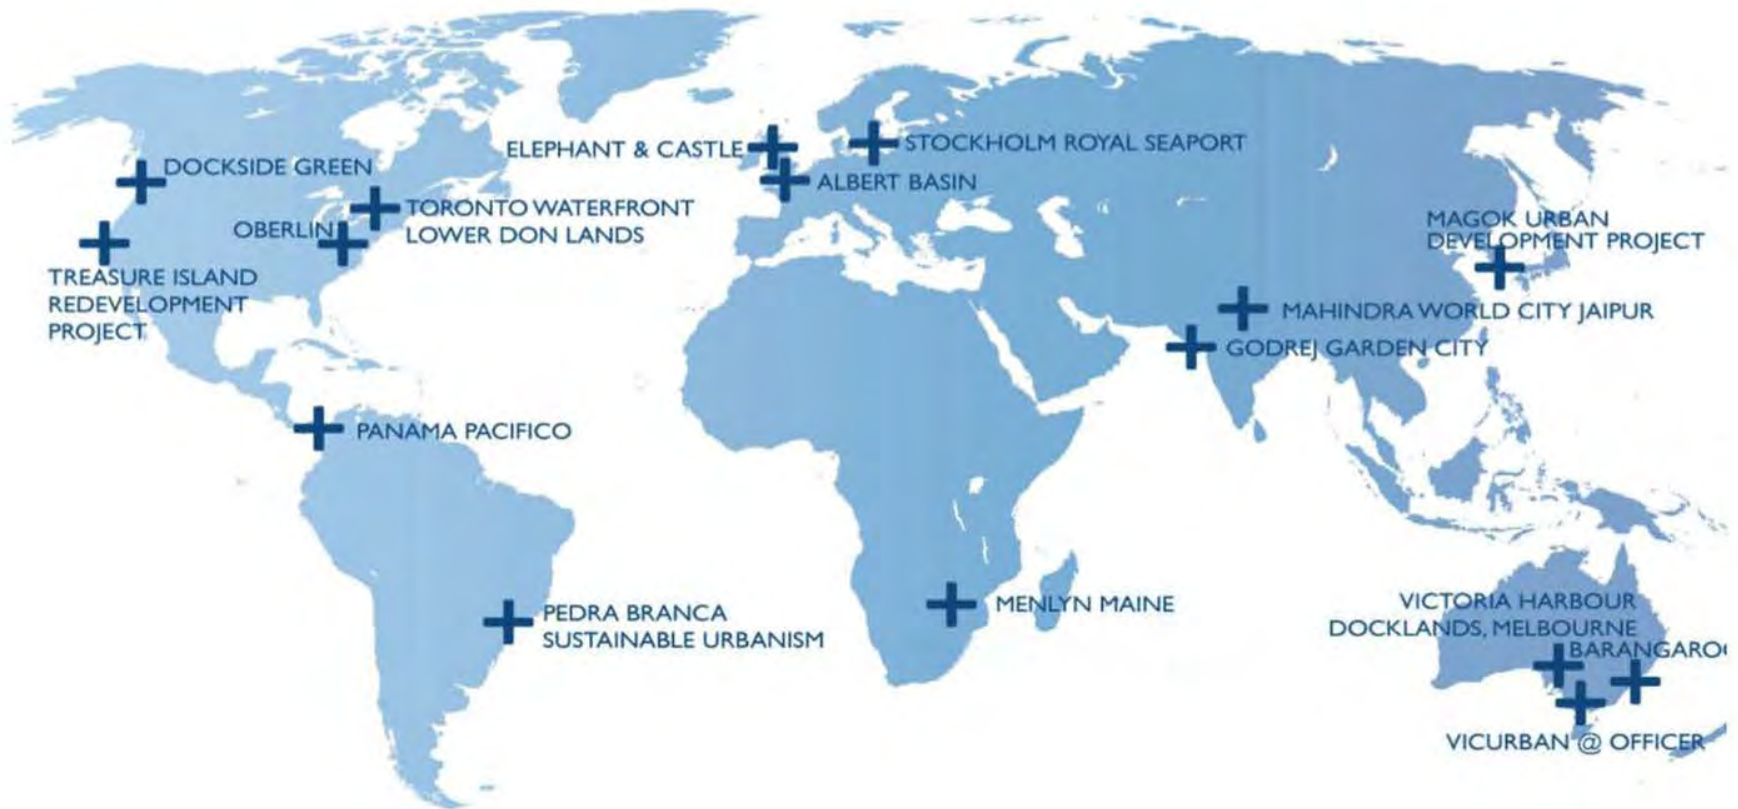 ELEPHANT & CASTLE
STOCKHOLM ROYAL SEAPORT
DOCKSIDE GREEN
ALBERT BASIN
TORONTO WATERFRONT
LOWER DON LANDS
OBERLIN
MAGOK URBAN
DEVELOPMENT PROJECT
TREASURE ISLAND
REDEVELOPMENT
PROJECT
MAHINDRA WORLD CITY JAIPUR
GODREJ GARDEN CITY
PANAMA PACIFICO
PEDRA BRANCA
SUSTAINABLE URBANISM
MENLYN MAINE
VICTORIA HARBOUR
DOCKLANDS, MELBOURNE
BARANGARO
VICURBAN @ OFFICER